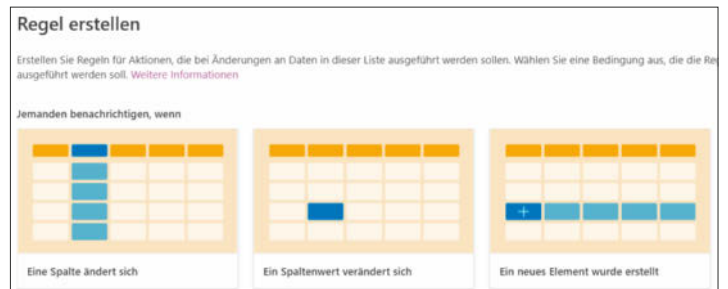 Regel erstellen
Erstellen Sie Regeln für Aktionen, die bei Änderungen an Daten in dieser Liste ausgeführt werden sollen. Wählen Sie eine Bedingung aus, die die
ausgeführt werden soll. Weitere Informationen
Jemanden benachrichtigen, wenn
Eine Spalte ändert sich
Ein Spaltenwert verändert sich
Ein neues Element wurde erstellt